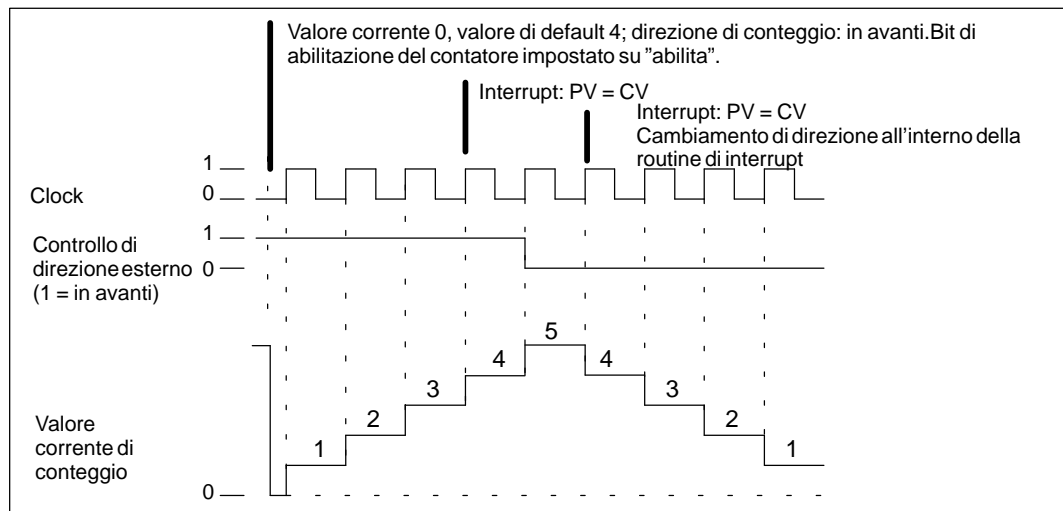 Valore corrente 0, valore di default 4; direzione di conteggio: in avanti.Bit di
abilitazione del contatore impostato su ”abilita”.
Interrupt: PV = CV
Interrupt: PV = CV
Cambiamento di direzione all'interno della
routine di interrupt
1
0
Clock
1
0
Controllo di
direzione esterno
(1 = in avanti)
5
4 4
3 3
2 2
1 1
Valore
corrente di
conteggio
0